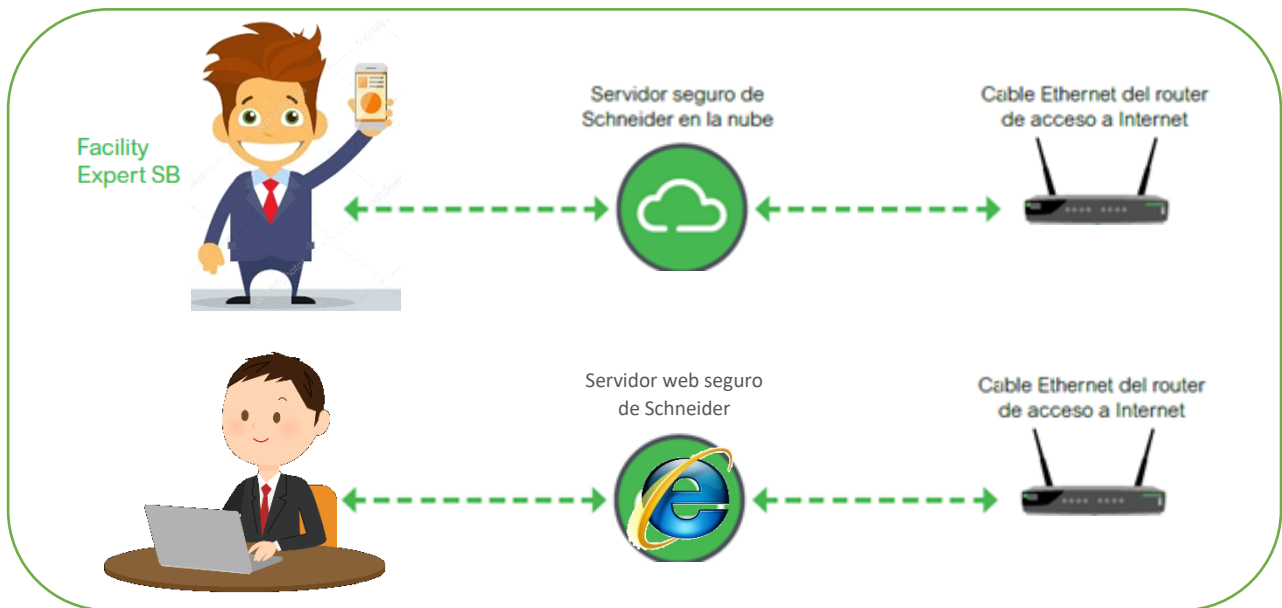 Facility
Expert SB
Servidor seguro de
Schneider en la nube
Cable Ethernet del router
de acceso a Internet
Servidor web seguro
de Schneider
Cable Ethernet del router
de acceso a Internet